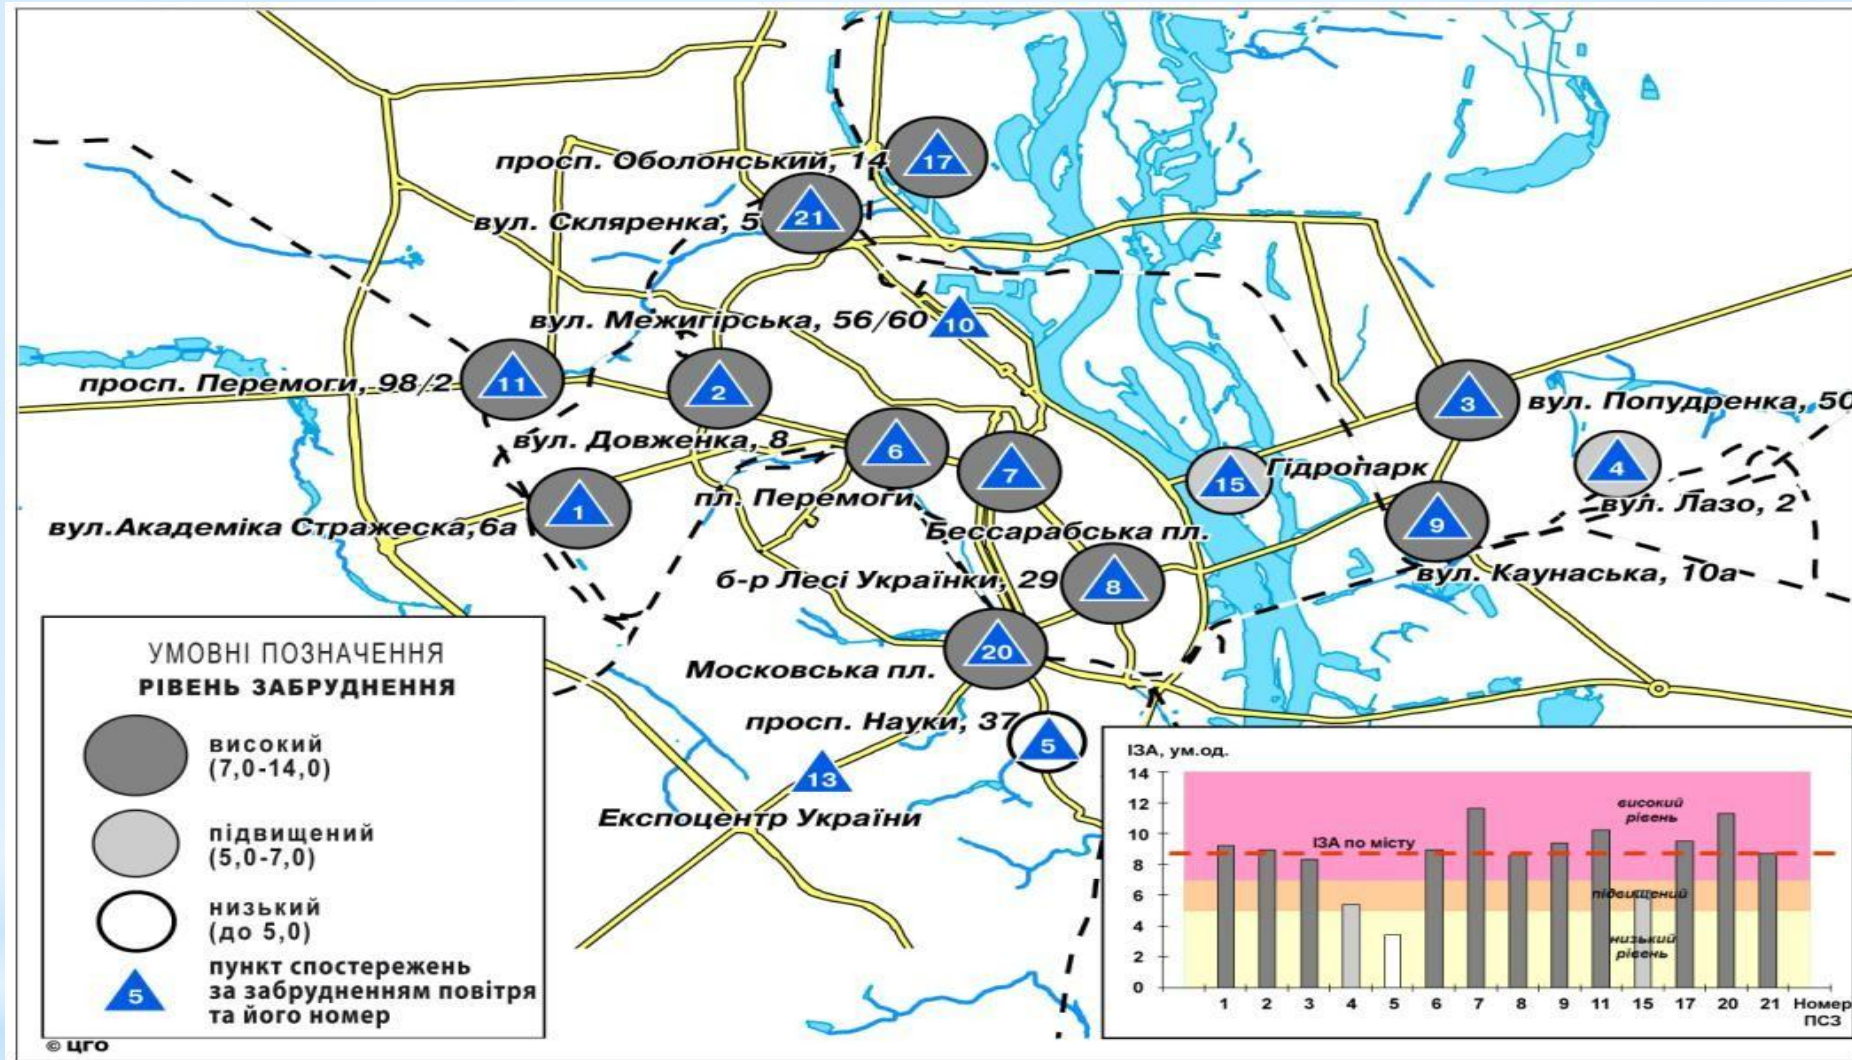 просп. Оболонський, 14
17
вул. Скляренка, 5
21
вул. Межигірська, 56/60
10
просп. Перемоги, 98/2
11
2
3
вул. Попудренка, 50
вул. Довженка, 8
6
7
15
Гідропарк
4
пл. Перемоги
вул. Лазо, 2
1
вул.Академіка Стражеска,6а
Бессарабська пл.
9
б-р Лесі Українки, 29
8
вул. Каунаська, 10а
20
Московська пл.
просп. Науки, 37
5
13
Експоцентр України
УМОВНІ ПОЗНАЧЕННЯ
РІВЕНЬ ЗАБРУДНЕННЯ
високий
(7,0-14,0)
підвищений
(5,0-7,0)
низький
(до 5,0)
5
пункт спостережень
за забрудненням повітря
та його номер
© ЦГО
ІЗА, ум.од.
14
12
10
8
6
4
2
0
високий
рівень
ІЗА по місту
підвищений
низький
рівень
1 2 3 4 5 6 7 8 9 11 15 17 20 21 Номер
ПСЗ